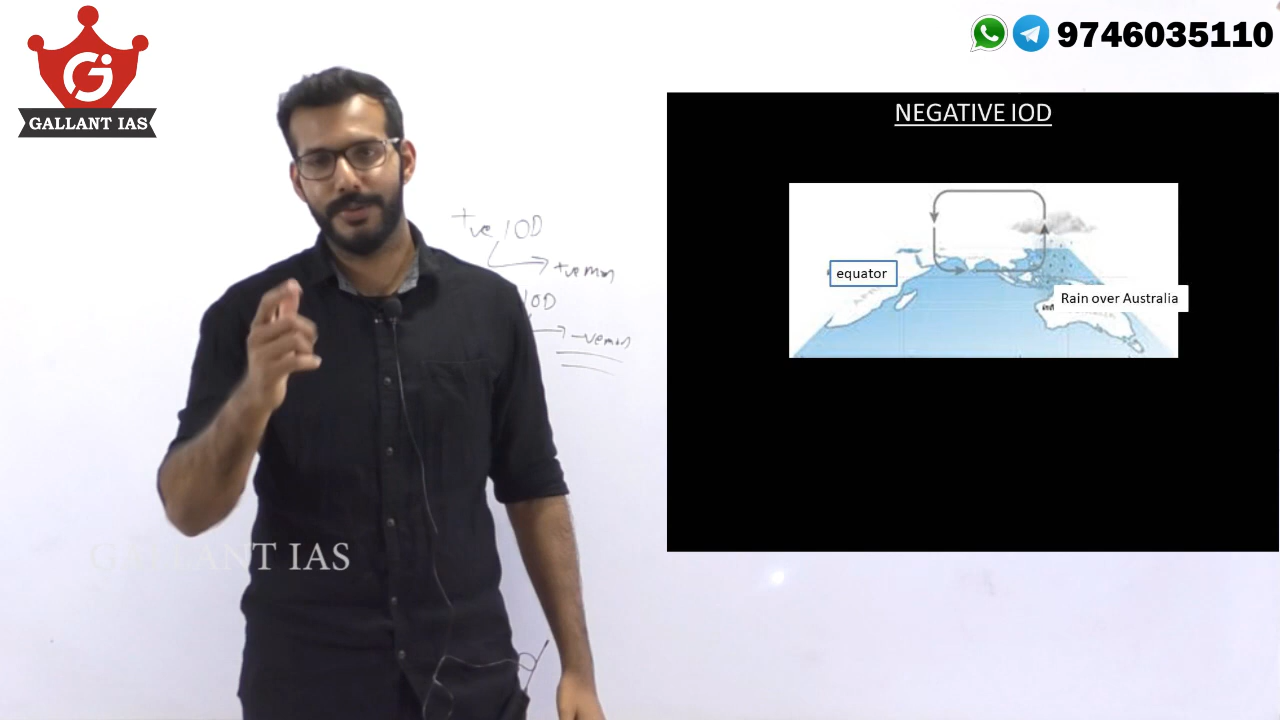 GALLANT IAS
9746035110
NEGATIVE IOD
equator
Rain over Australia
+ve IOD
+ve mon
IOD
-ve mon
GALLANT IAS